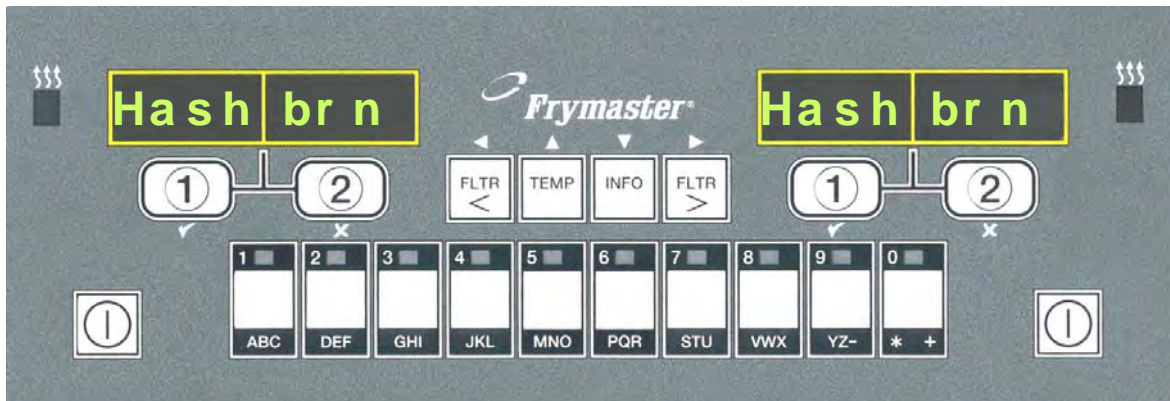 Hash brn
Hash brn
Frymaster®
1 2
FLTR < TEMP INFO FLTR >
1 2
1 2 3 4 5 6 7 8 9 0
ABC DEF GHI JKL MNO PQR STU VWX YZ- * +